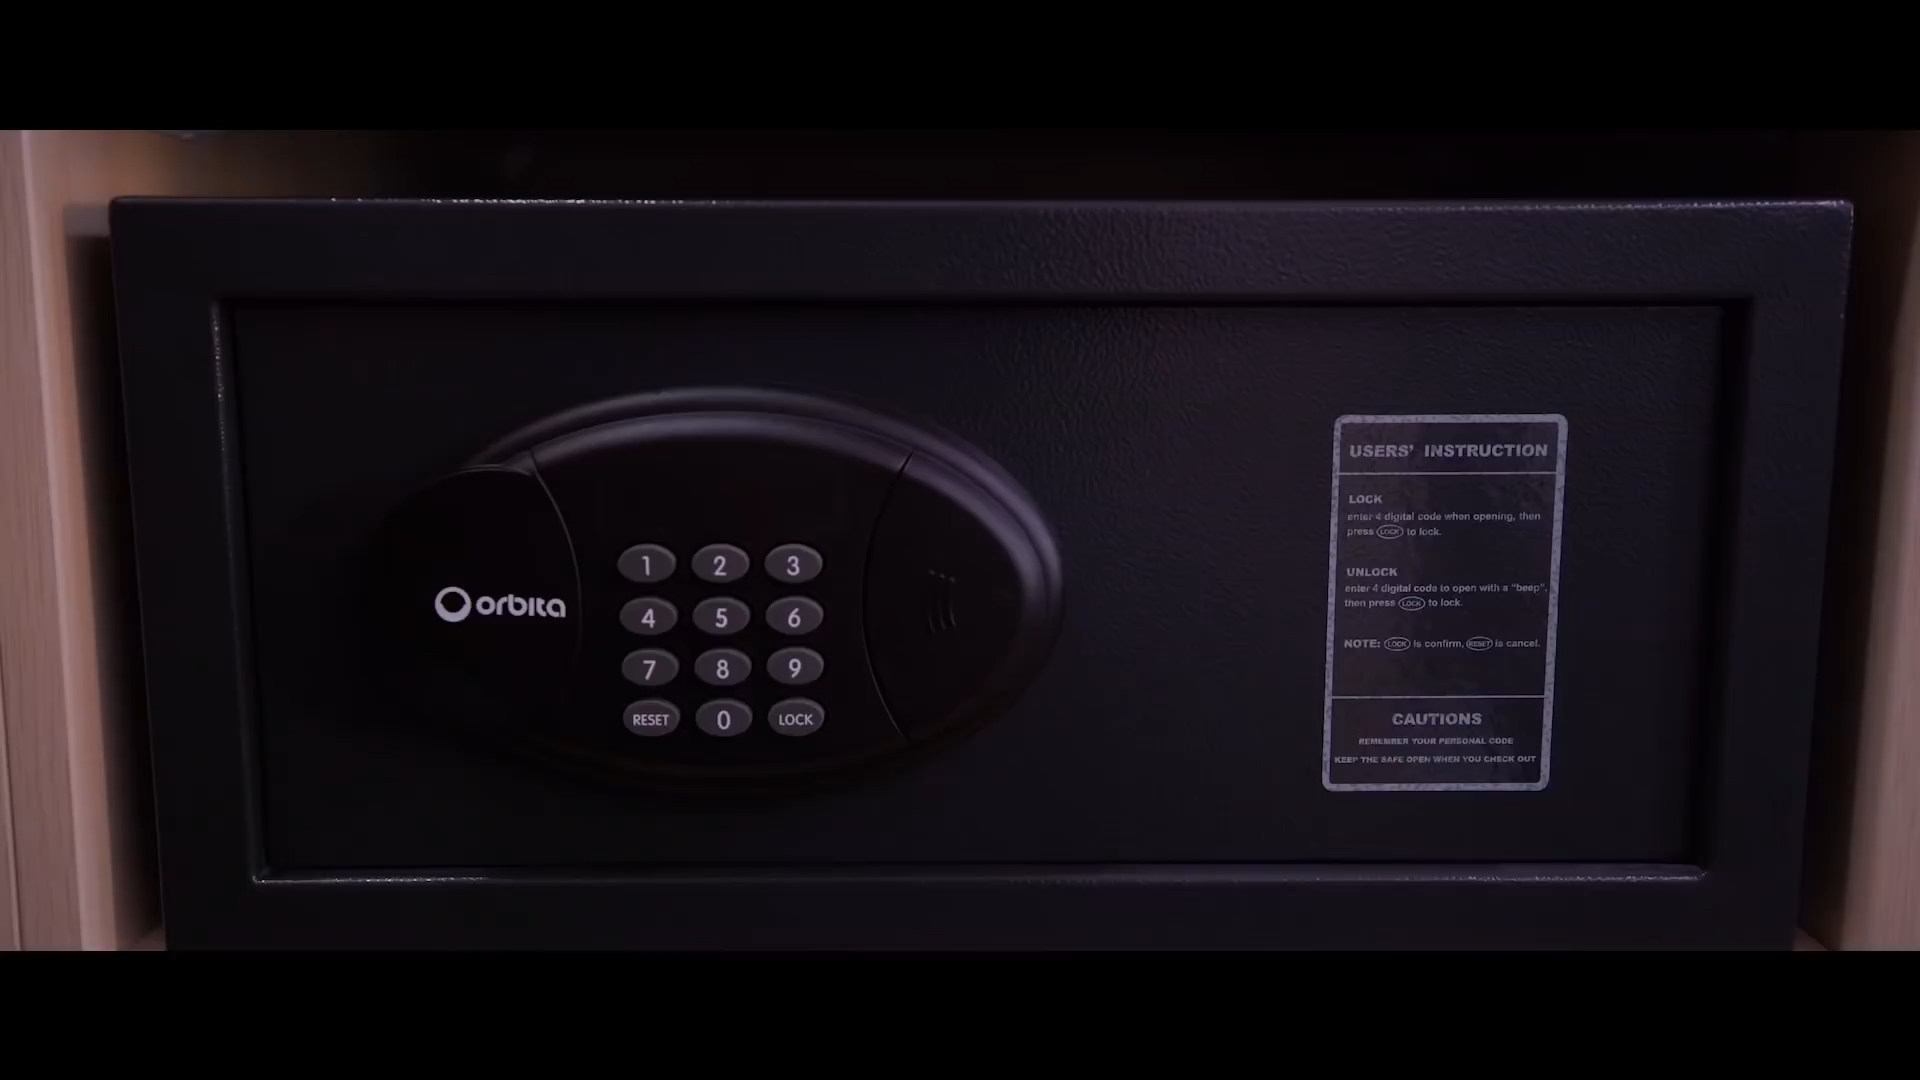 orbita
1 2 3
4 5 6
7 8 9
RESET 0 LOCK
USERS' INSTRUCTION
LOCK
enter 4 digital code when opening, then
press LOCK to lock.
UNLOCK
enter 4 digital code to open with a "beep",
then press LOCK to lock.
NOTE: LOCK is confirm, RESET is cancel.
CAUTIONS
REMEMBER YOUR PERSONAL CODE
KEEP THE SAFE OPEN WHEN YOU CHECK OUT